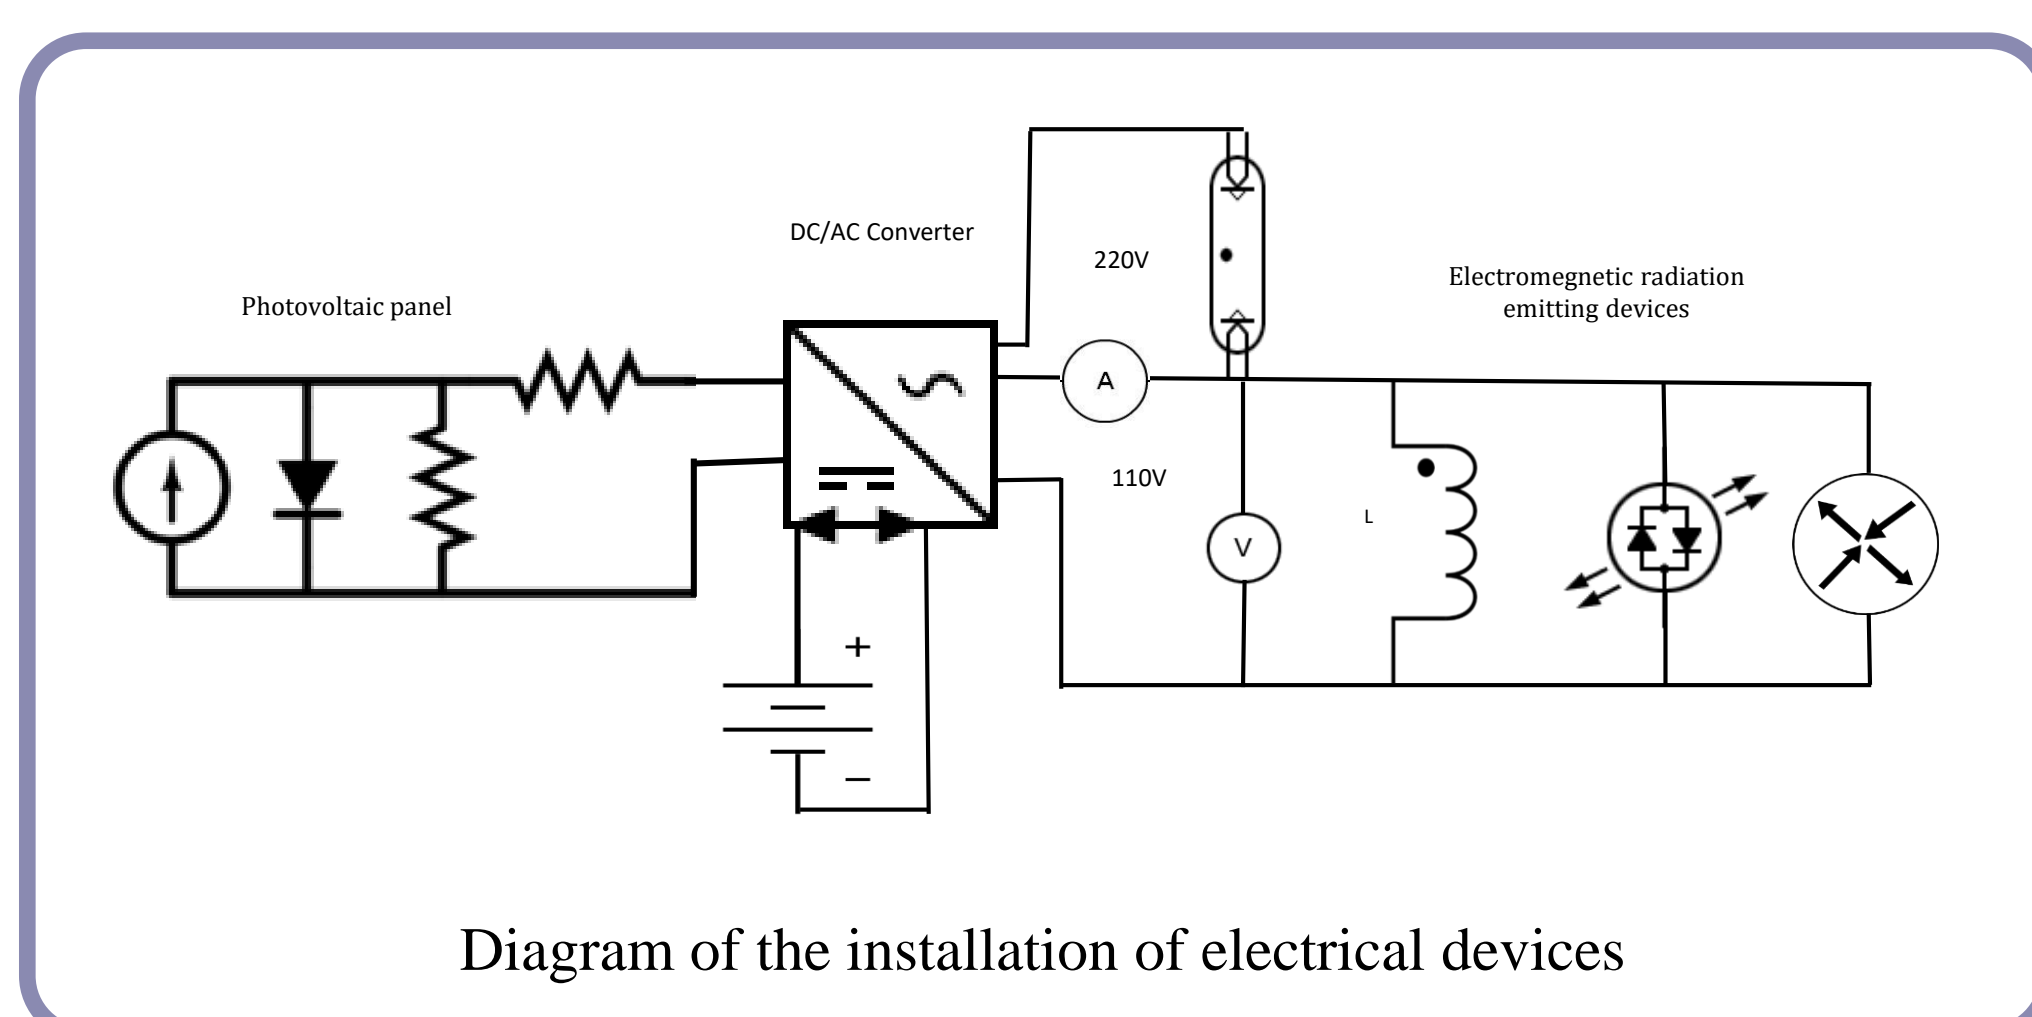 DC/AC Converter
220V
Electromegnetic radiation
emitting devices
Photovoltaic panel
A
110V
L
V
+
−
Diagram of the installation of electrical devices